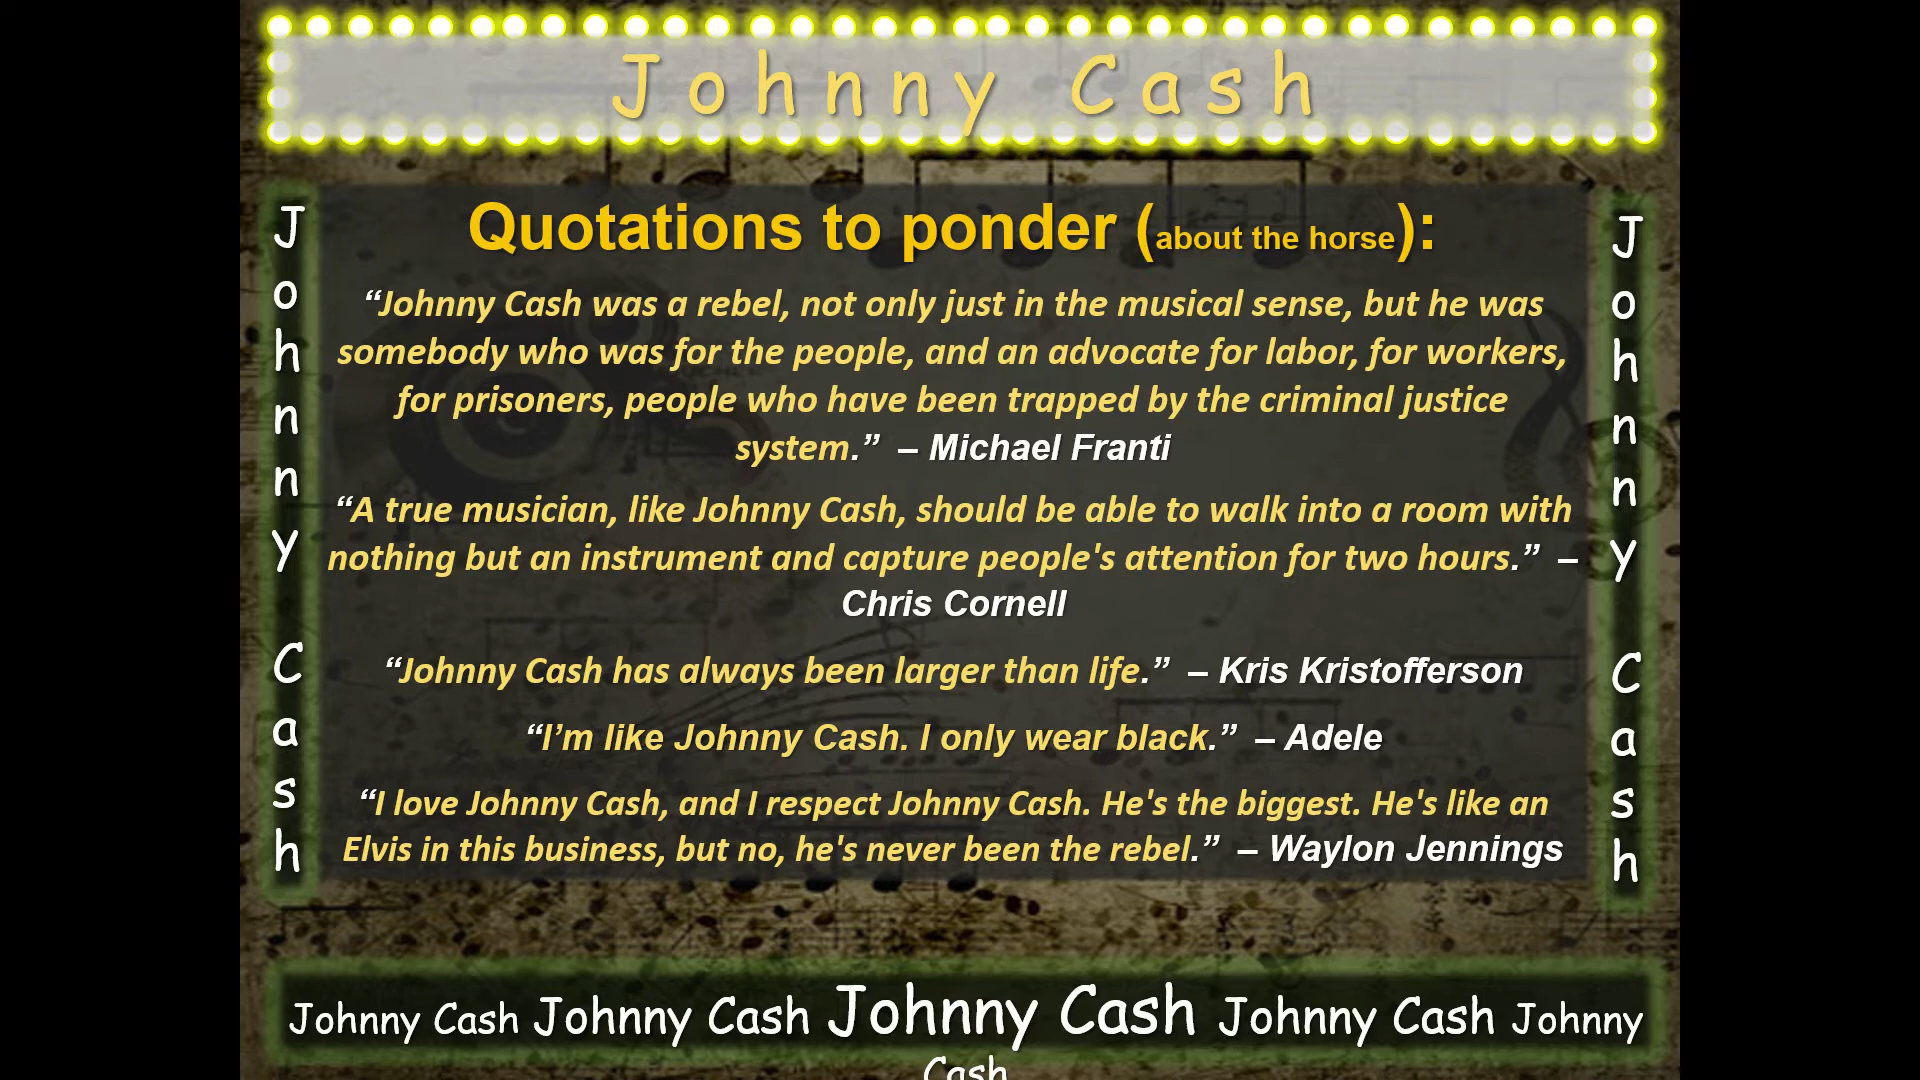 Johnny Cash
Quotations to ponder (about the horse):
“Johnny Cash was a rebel, not only just in the musical sense, but he was
somebody who was for the people, and an advocate for labor, for workers,
for prisoners, people who have been trapped by the criminal justice
system.” – Michael Franti
“A true musician, like Johnny Cash, should be able to walk into a room with
nothing but an instrument and capture people's attention for two hours.” –
Chris Cornell
“Johnny Cash has always been larger than life.” – Kris Kristofferson
“I’m like Johnny Cash. I only wear black.” – Adele
“I love Johnny Cash, and I respect Johnny Cash. He's the biggest. He's like an
Elvis in this business, but no, he's never been the rebel.” – Waylon Jennings
Johnny Cash
Johnny Cash
Johnny Cash Johnny Cash Johnny Cash Johnny Cash Johnny
Cash